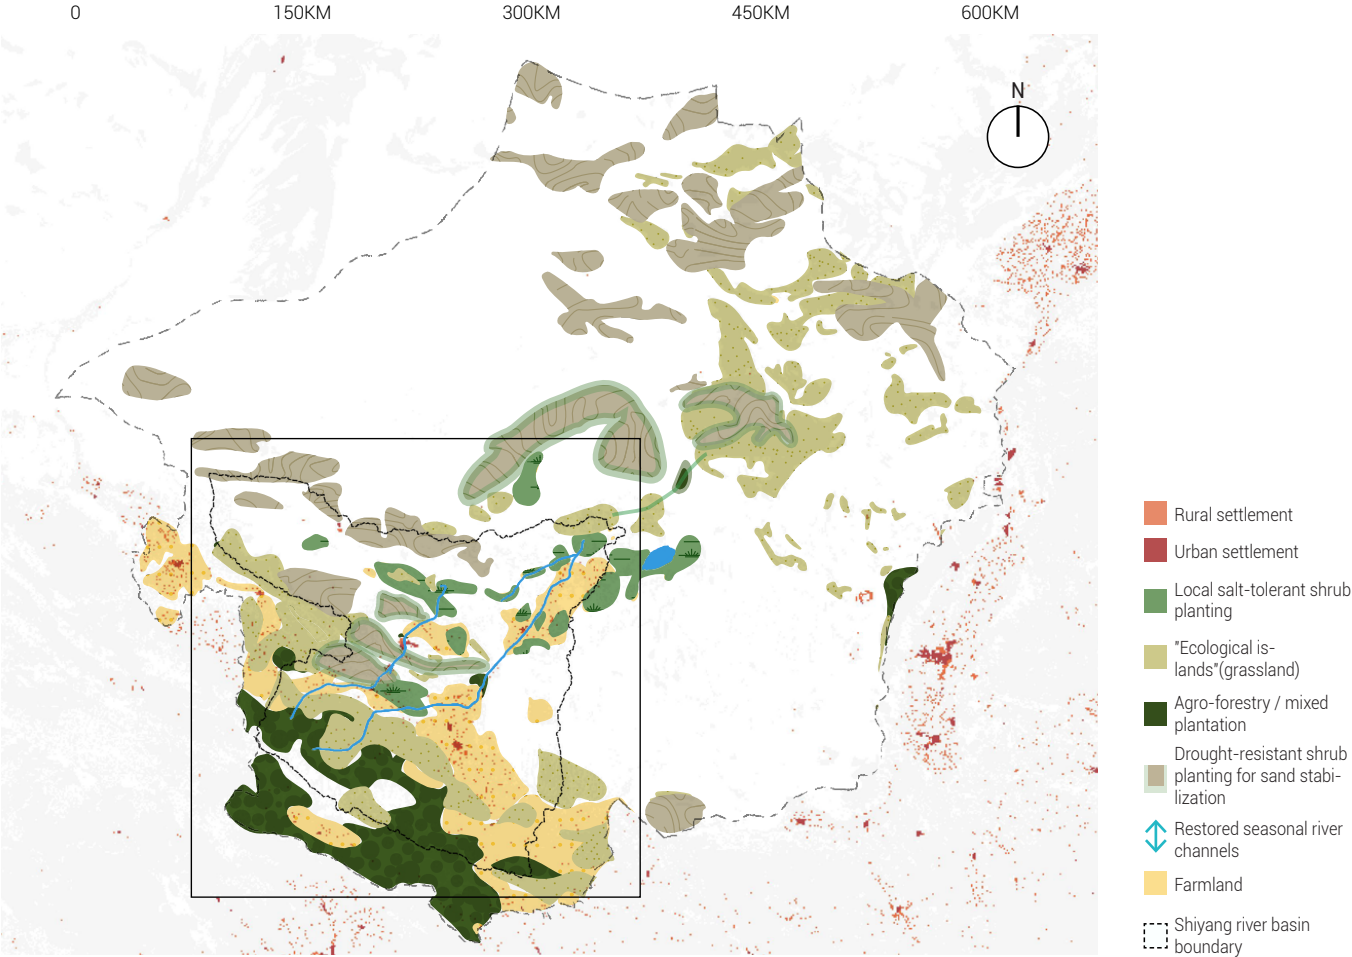 0 150KM 300KM 450KM 600KM
N
Rural settlement
Urban settlement
Local salt-tolerant shrub
planting
"Ecological is-
lands"(grassland)
Agro-forestry / mixed
plantation
Drought-resistant shrub
planting for sand stabi-
lization
Restored seasonal river
channels
Farmland
Shiyang river basin
boundary